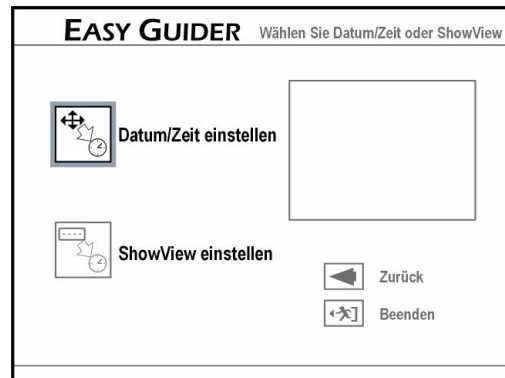 EASY GUIDER Wählen Sie Datum/Zeit oder ShowView
Datum/Zeit einstellen
ShowView einstellen
Zurück
Beenden